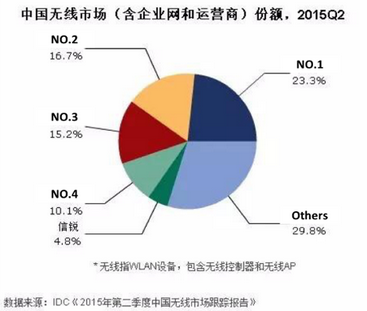 中国无线市场（含企业网和运营商）份额，2015Q2
NO.2
16.7%
NO.1
23.3%
NO.3
15.2%
NO.4
10.1%
信锐
4.8%
Others
29.8%
*无线指WLAN设备，包含无线控制器和无线AP
数据来源：IDC《2015年第二季度中国无线市场跟踪报告》